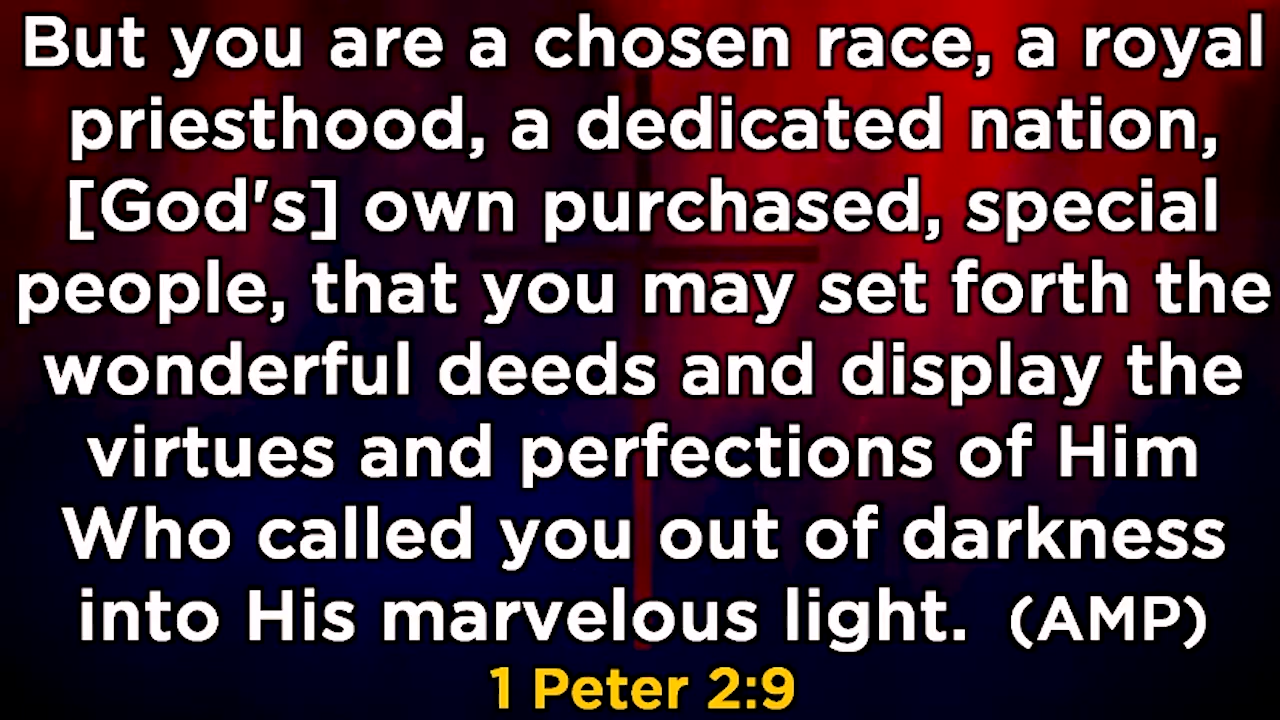 But you are a chosen race, a royal
priesthood, a dedicated nation,
[God's] own purchased, special
people, that you may set forth the
wonderful deeds and display the
virtues and perfections of Him
Who called you out of darkness
into His marvelous light. (AMP)
1 Peter 2:9